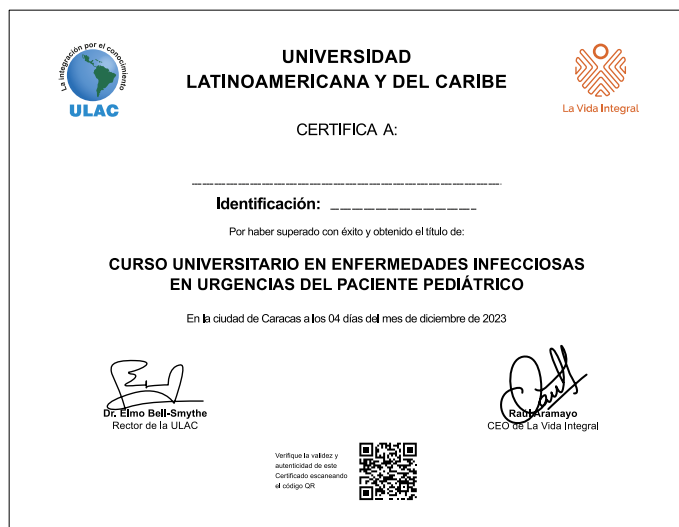 La integración por el conocimiento
ULAC
UNIVERSIDAD
LATINOAMERICANA Y DEL CARIBE
La Vida Integral
CERTIFICA A:
Identificación:
Por haber superado con éxito y obtenido el título de:
CURSO UNIVERSITARIO EN ENFERMEDADES INFECCIOSAS
EN URGENCIAS DEL PACIENTE PEDIÁTRICO
En la ciudad de Caracas a los 04 días del mes de diciembre de 2023
Dr. Elmo Bell-Smythe
Rector de la ULAC
Raúl Aramayo
CEO de La Vida Integral
Verifique la validez y
autenticidad de este
Certificado escaneando
el código QR